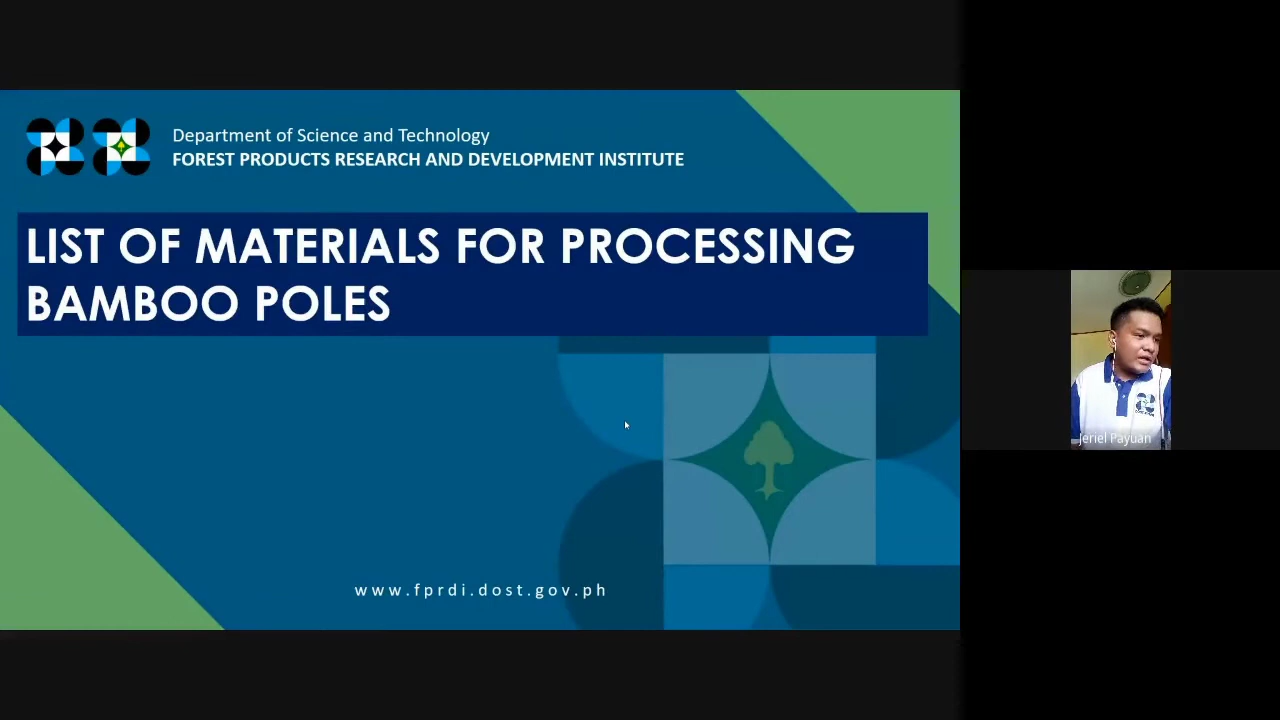 Department of Science and Technology
FOREST PRODUCTS RESEARCH AND DEVELOPMENT INSTITUTE
LIST OF MATERIALS FOR PROCESSING
BAMBOO POLES
www.fprdi.dost.gov.ph
Jeriel Payuan